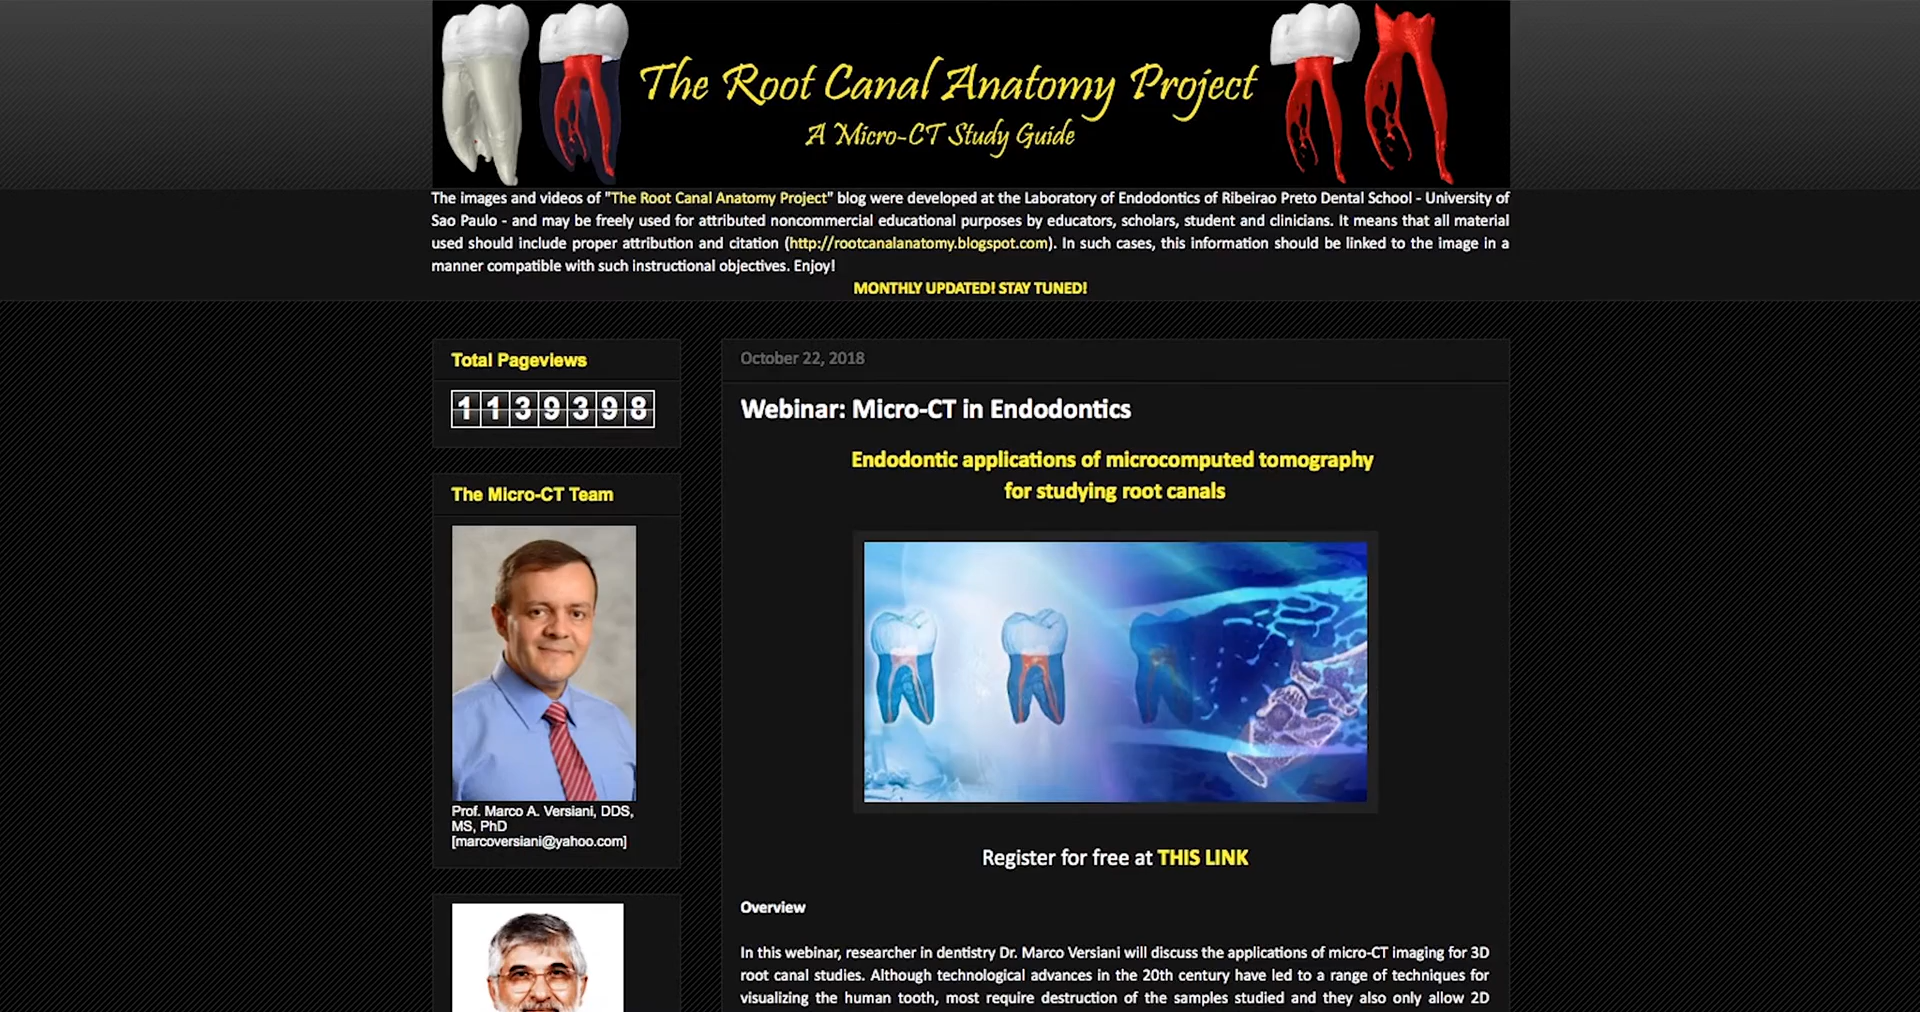 The Root Canal Anatomy Project
A Micro-CT Study Guide
The images and videos of "The Root Canal Anatomy Project" blog were developed at the Laboratory of Endodontics of Ribeirao Preto Dental School - University of
Sao Paulo - and may be freely used for attributed noncommercial educational purposes by educators, scholars, student and clinicians. It means that all material
used should include proper attribution and citation (http://rootcanalanatomy.blogspot.com). In such cases, this information should be linked to the image in a
manner compatible with such instructional objectives. Enjoy!
MONTHLY UPDATED! STAY TUNED!
Total Pageviews
1139398
The Micro-CT Team
Prof. Marco A. Versiani, DDS,
MS, PhD
[marcoversiani@yahoo.com]
October 22, 2018
Webinar: Micro-CT in Endodontics
Endodontic applications of microcomputed tomography
for studying root canals
Register for free at THIS LINK
Overview
In this webinar, researcher in dentistry Dr. Marco Versiani will discuss the applications of micro-CT imaging for 3D
root canal studies. Although technological advances in the 20th century have led to a range of techniques for
visualizing the human tooth, most require destruction of the samples studied and they also only allow 2D